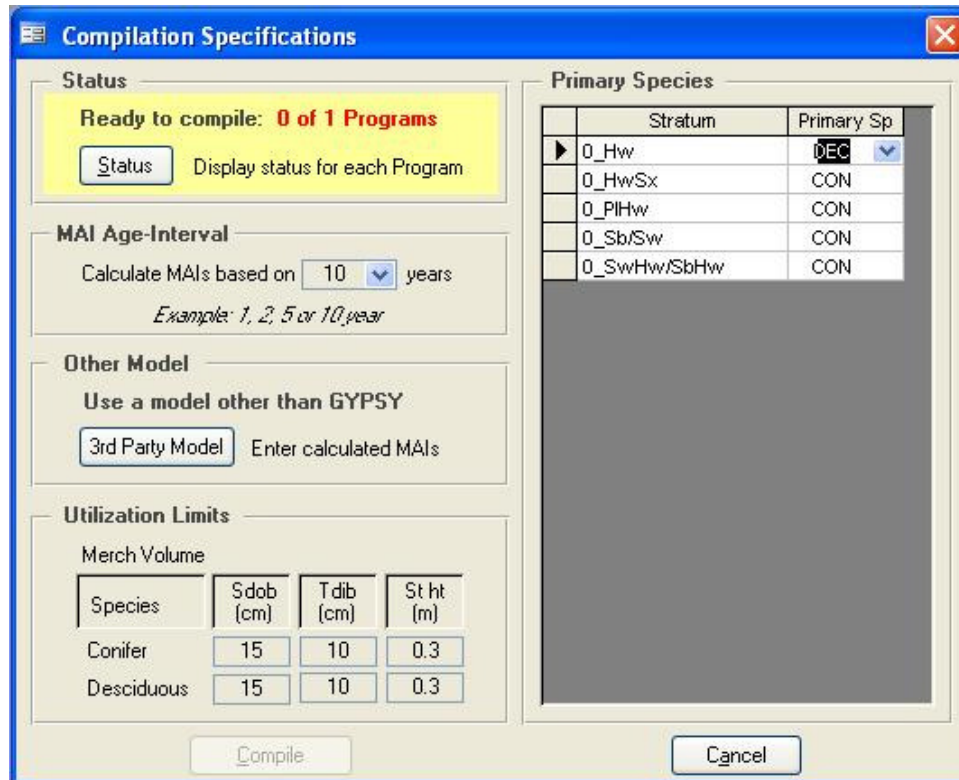 Compilation Specifications
Status
Ready to compile: 0 of 1 Programs
Status Display status for each Program
MAI Age-Interval
Calculate MAIs based on 10 years
Example: 1, 2, 5 or 10 year
Other Model
Use a model other than GYPSY
3rd Party Model Enter calculated MAIs
Utilization Limits
Merch Volume
Species Sdob (cm) Tdib (cm) St ht (m)
Conifer 15 10 0.3
Desciduous 15 10 0.3
Compile
Primary Species
Stratum Primary Sp
0_Hw DEC
0_HwSx CON
0_PlHw CON
0_Sb/Sw CON
0_SwHw/SbHw CON
Cancel